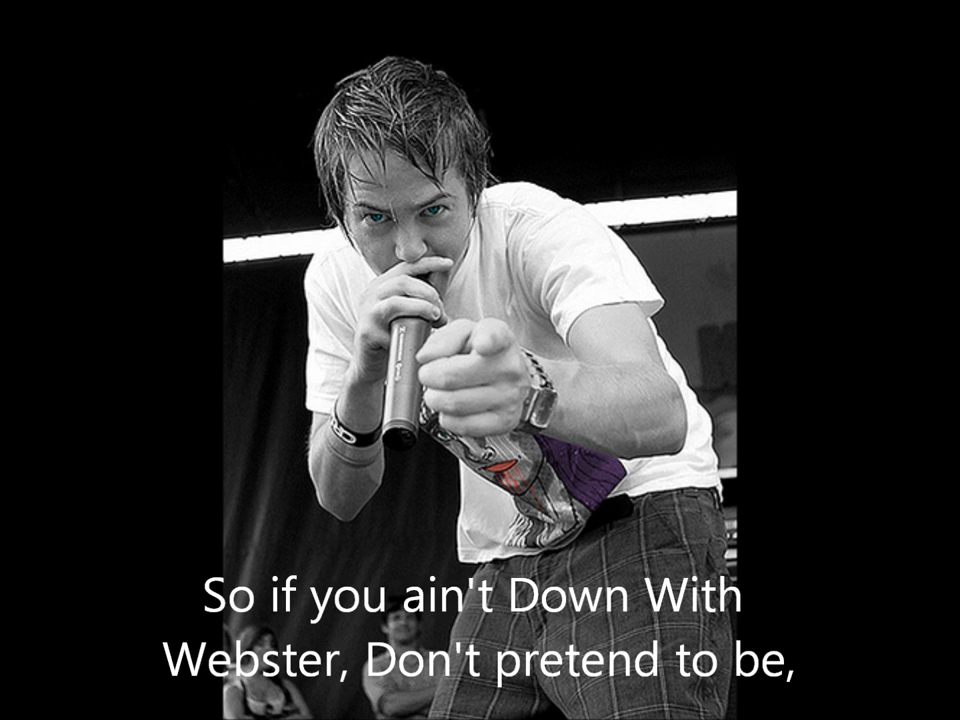 So if you ain't Down With
Webster, Don't pretend to be,